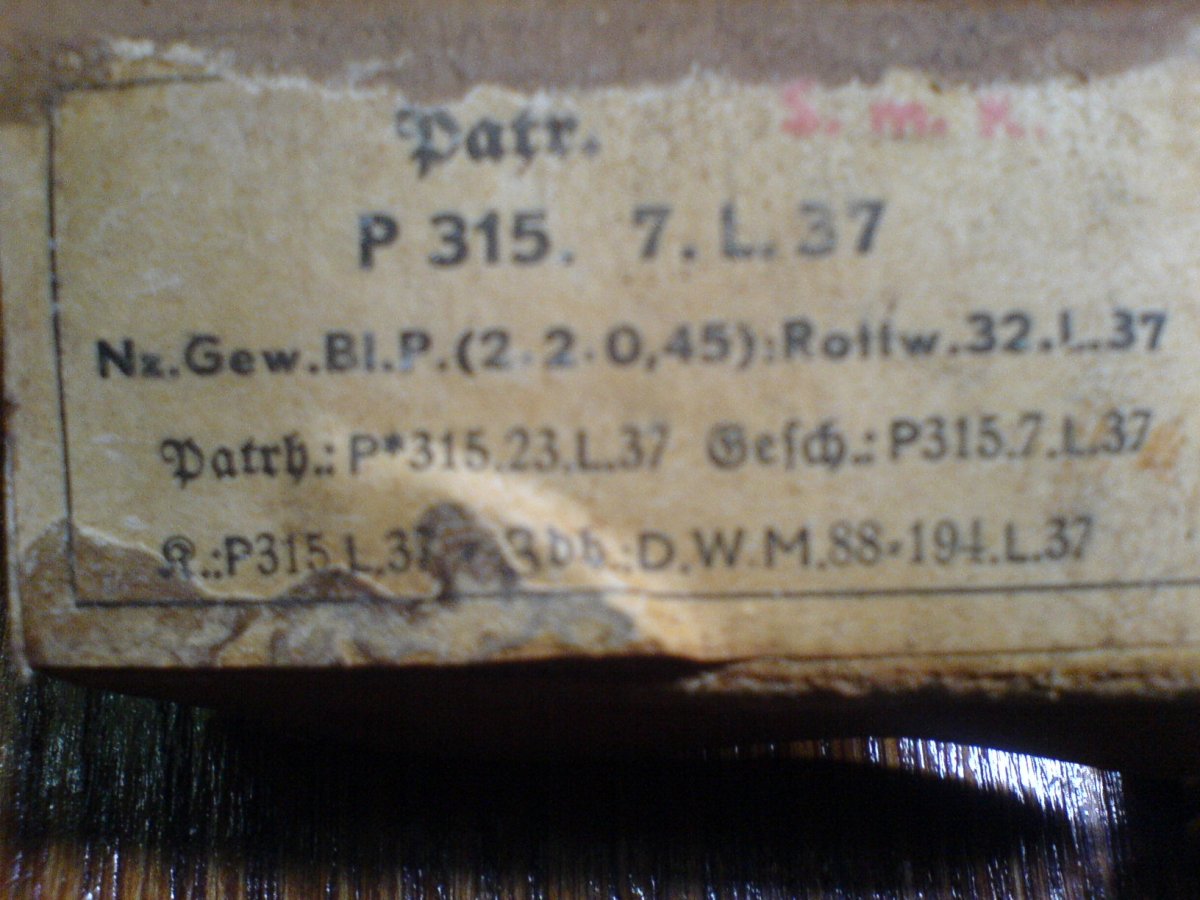 Patr. S. m. K.
P 315. 7. L. 37
Nz.Gew.Bl.P.(2·2·0,45):Rottw.32.L.37
Patrh.: P*315.23.L.37 Geſch.: P315.7.L.37
K.:P315.L.37 Zdh.:D.W.M.88·194.L.37